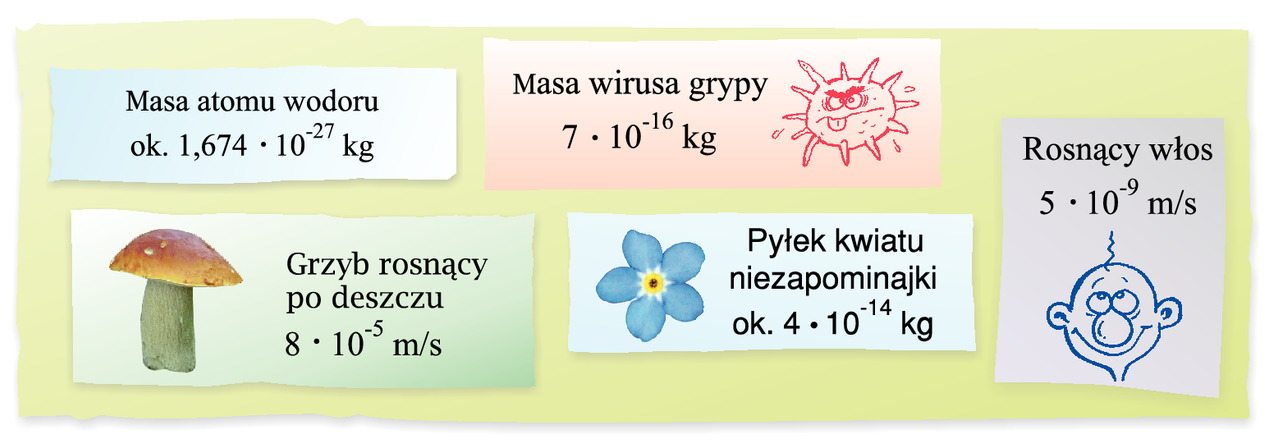 Masa atomu wodoru
ok. 1,674 · 10⁻²⁷ kg
Masa wirusa grypy
7 · 10⁻¹⁶ kg
Rosnący włos
5 · 10⁻⁹ m/s
Grzyb rosnący
po deszczu
8 · 10⁻⁵ m/s
Pyłek kwiatu
niezapominajki
ok. 4 · 10⁻¹⁴ kg